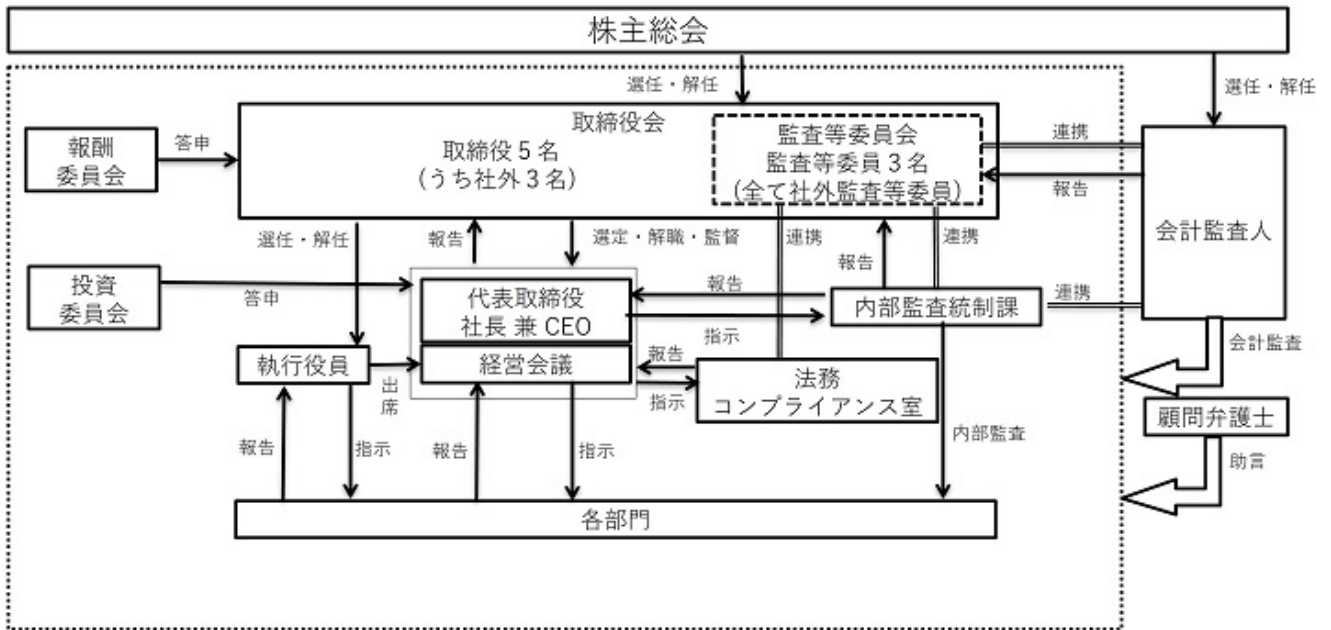 株主総会
選任・解任
選任・解任
取締役会
取締役5名
(うち社外3名)
監査等委員会
監査等委員3名
(全て社外監査等委員)
報酬
委員会
答申
連携
報告
会計監査人
選任・解任
報告
選定・解職・監督
連携
連携
報告
投資
委員会
答申
代表取締役
社長 兼 CEO
報告
指示
内部監査統制課
連携
執行役員
出席
経営会議
報告
指示
法務
コンプライアンス室
会計監査
顧問弁護士
助言
報告
指示
報告
指示
内部監査
各部門